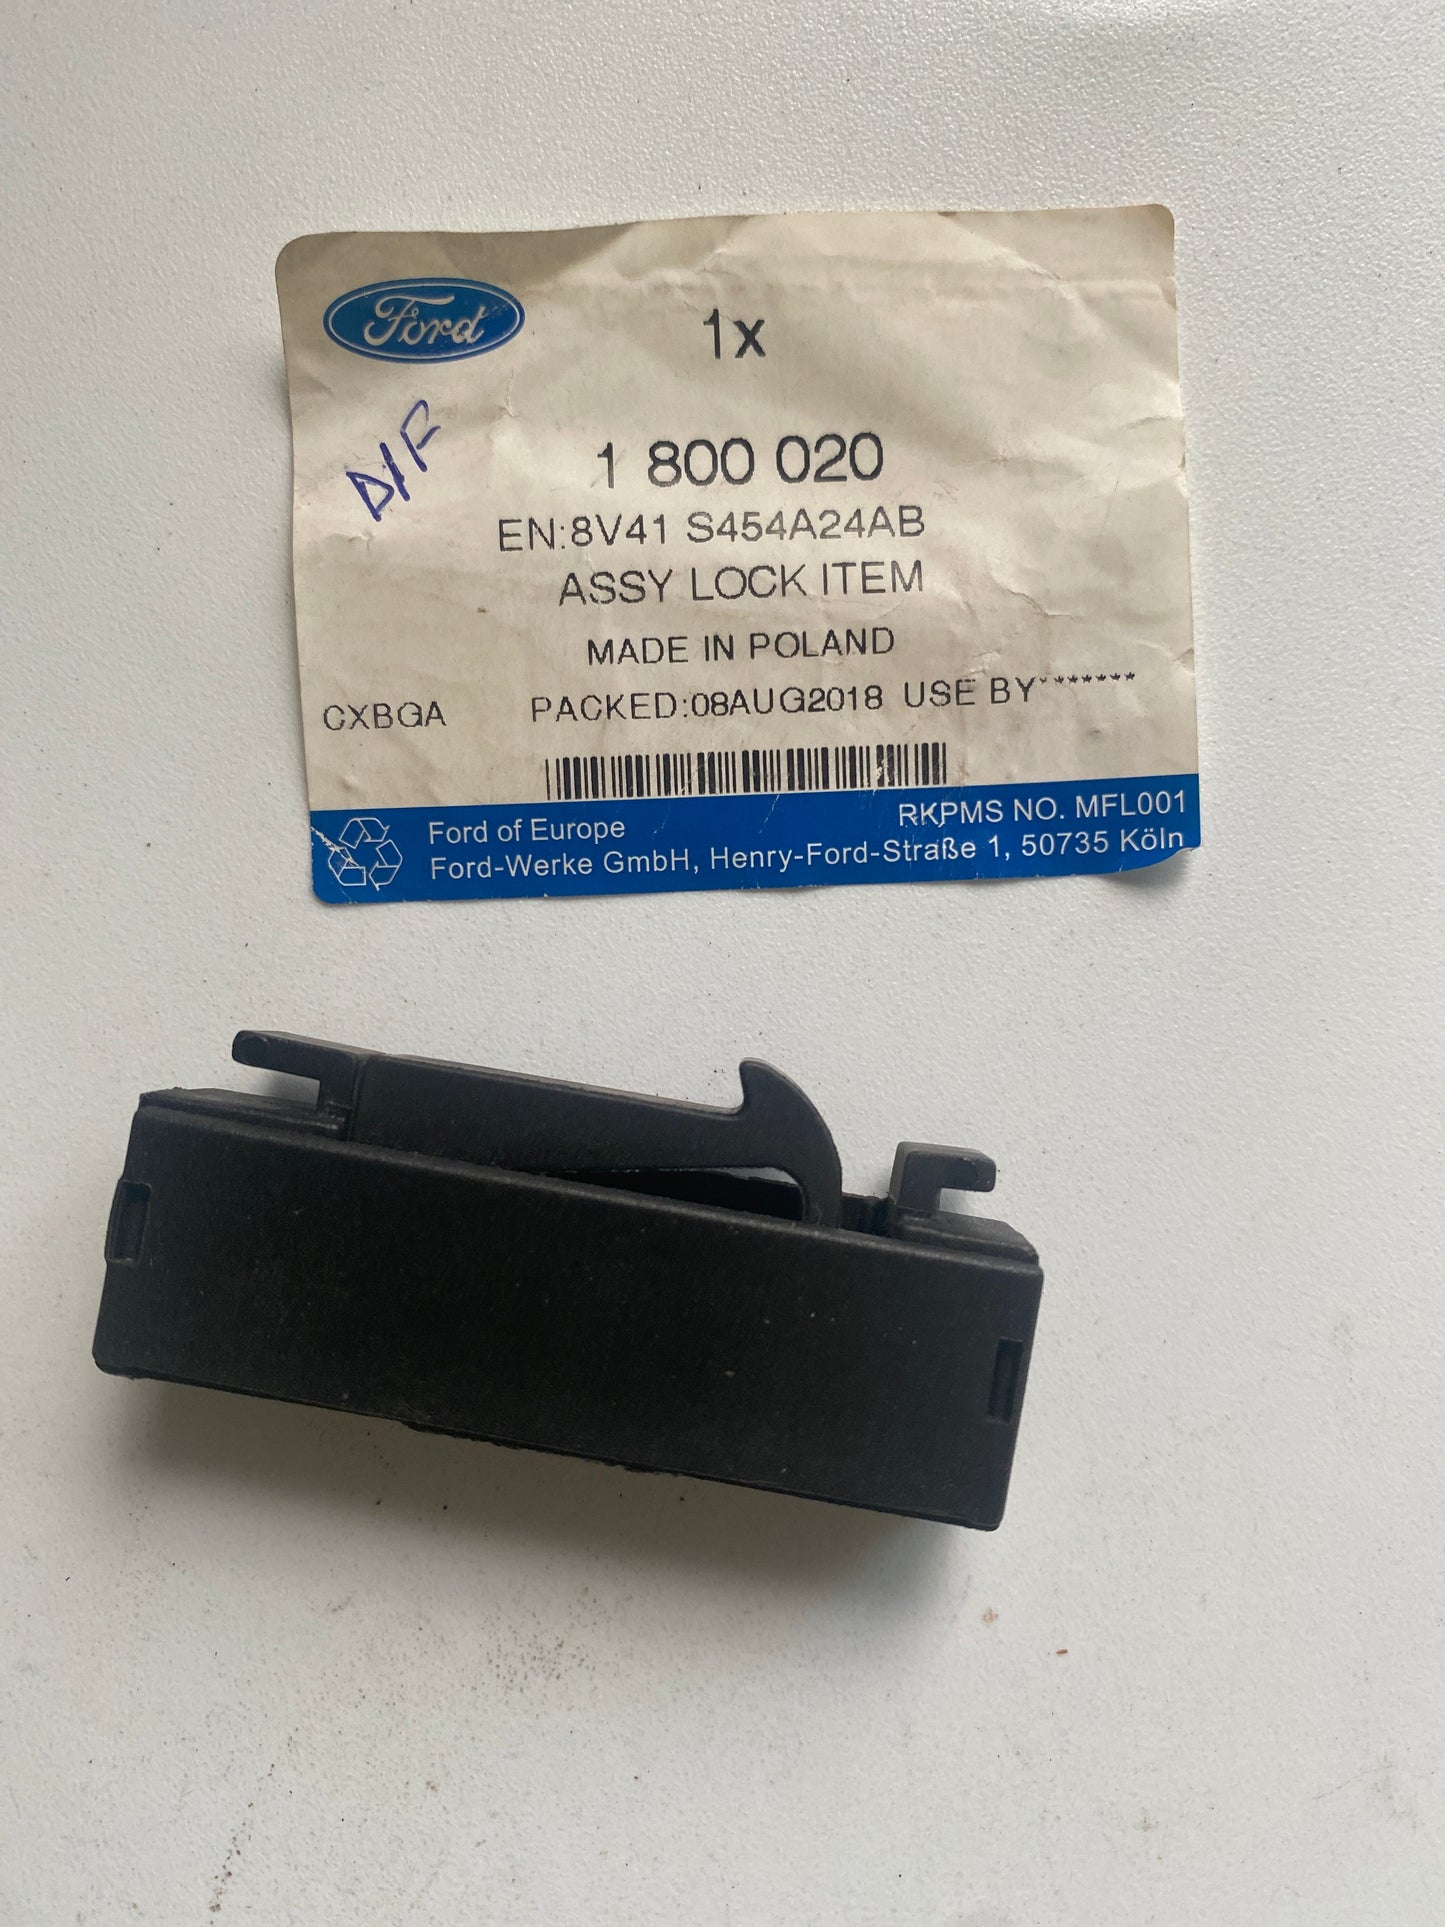 Ford
1x
D/F
1 800 020
EN:8V41 S454A24AB
ASSY LOCK ITEM
MADE IN POLAND
CXBGA PACKED:08AUG2018 USE BY*******
RKPMS NO. MFL001
Ford of Europe
Ford-Werke GmbH, Henry-Ford-Straße 1, 50735 Köln